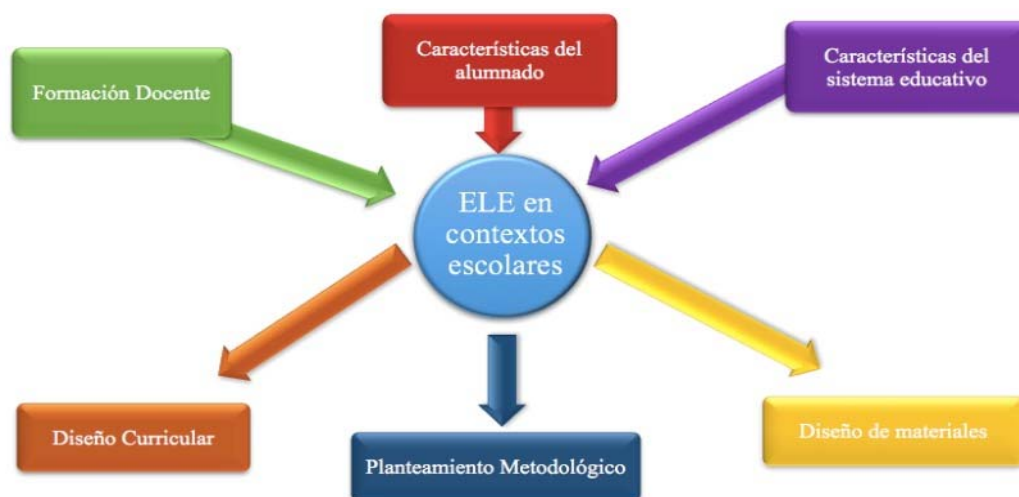 Formación Docente
Características del
alumnado
Características del
sistema educativo
ELE en
contextos
escolares
Diseño Curricular
Planteamiento Metodológico
Diseño de materiales